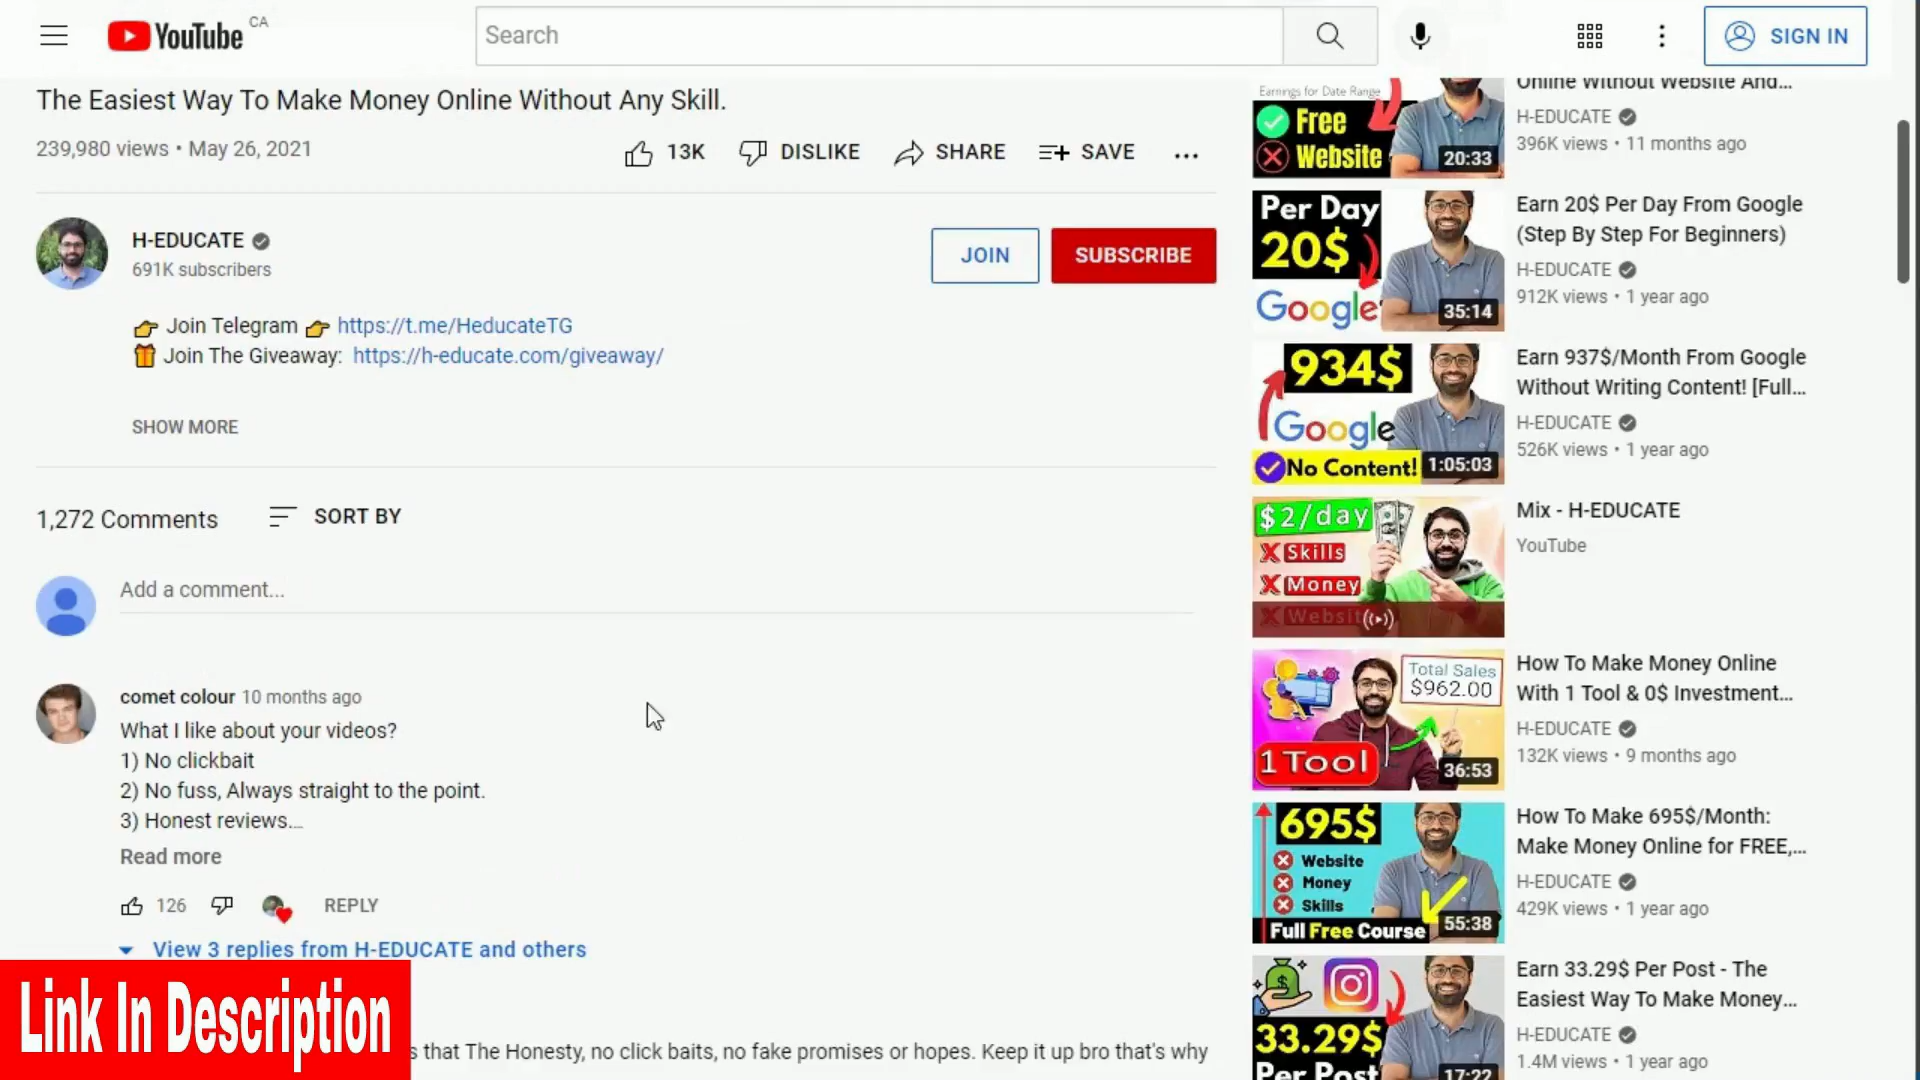 YouTube CA
Search
SIGN IN
The Easiest Way To Make Money Online Without Any Skill.
239,980 views • May 26, 2021
13K
DISLIKE
SHARE
SAVE
...
H-EDUCATE
691K subscribers
JOIN
SUBSCRIBE
👉 Join Telegram 👉 https://t.me/HeducateTG
🎁 Join The Giveaway: https://h-educate.com/giveaway/
SHOW MORE
1,272 Comments
SORT BY
Add a comment...
comet colour 10 months ago
What I like about your videos?
1) No clickbait
2) No fuss, Always straight to the point.
3) Honest reviews...
Read more
126
REPLY
View 3 replies from H-EDUCATE and others
Link In Description
s that The Honesty, no click baits, no fake promises or hopes. Keep it up bro that's why
Earnings for Date Range
Free
Website
20:33
Online Without Website And...
H-EDUCATE
396K views • 11 months ago
Per Day
20$
Google
35:14
Earn 20$ Per Day From Google
(Step By Step For Beginners)
H-EDUCATE
912K views • 1 year ago
934$
Google
No Content!
1:05:03
Earn 937$/Month From Google
Without Writing Content! [Full...
H-EDUCATE
526K views • 1 year ago
$2/day
X Skills
X Money
X Websit
Mix - H-EDUCATE
YouTube
Total Sales
$962.00
1 Tool
36:53
How To Make Money Online
With 1 Tool & 0$ Investment...
H-EDUCATE
132K views • 9 months ago
695$
Website
Money
Skills
Full Free Course
55:38
How To Make 695$/Month:
Make Money Online for FREE,...
H-EDUCATE
429K views • 1 year ago
33.29$
Per Post
17:22
Earn 33.29$ Per Post - The
Easiest Way To Make Money...
H-EDUCATE
1.4M views • 1 year ago